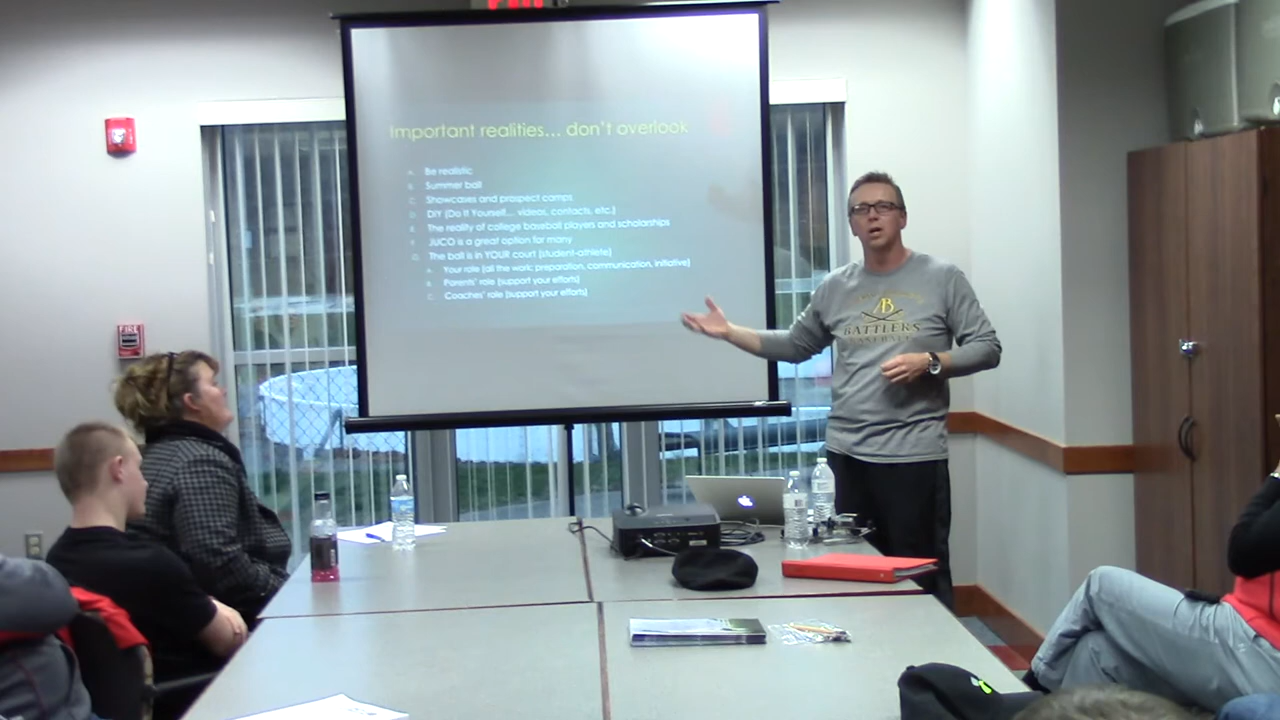 Important realities... don't overlook
A. Be realistic
B. Summer ball
C. Showcases and prospect camps
D. DIY (Do It Yourself... videos, contacts, etc.)
E. The reality of college baseball players and scholarships
F. JUCO is a great option for many
G. The ball is in YOUR court (student-athlete)
A. Your role (all the work; preparation, communication, initiative)
B. Parents' role (support your efforts)
C. Coaches' role (support your efforts)
FIRE
AB
BATTLERS
BASEBALL